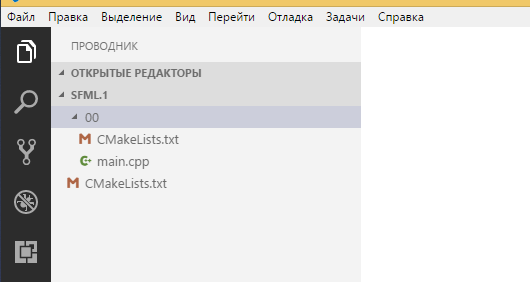 Файл Правка Выделение Вид Перейти Отладка Задачи Справка
ПРОВОДНИК
ОТКРЫТЫЕ РЕДАКТОРЫ
SFML.1
00
CMakeLists.txt
main.cpp
CMakeLists.txt